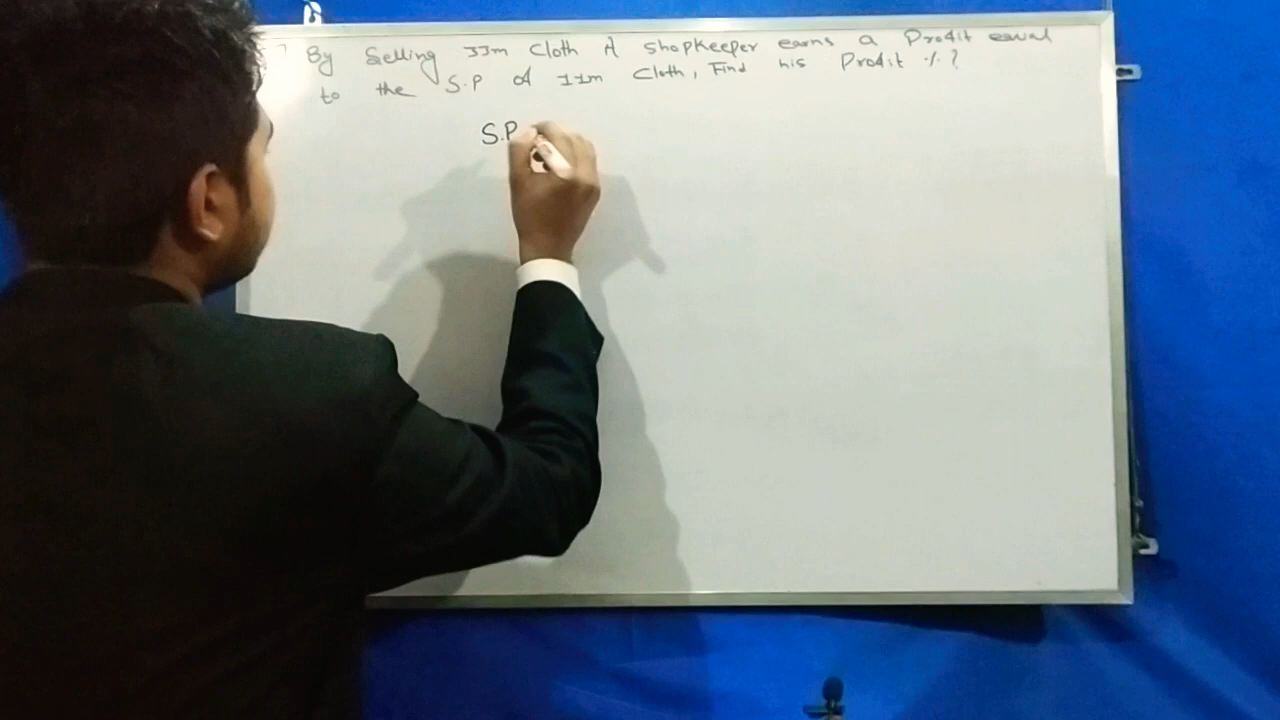 By Selling 33m Cloth A Shopkeeper earns a Profit equal
to the S.P of 11m Cloth, Find his Profit %?
S.P